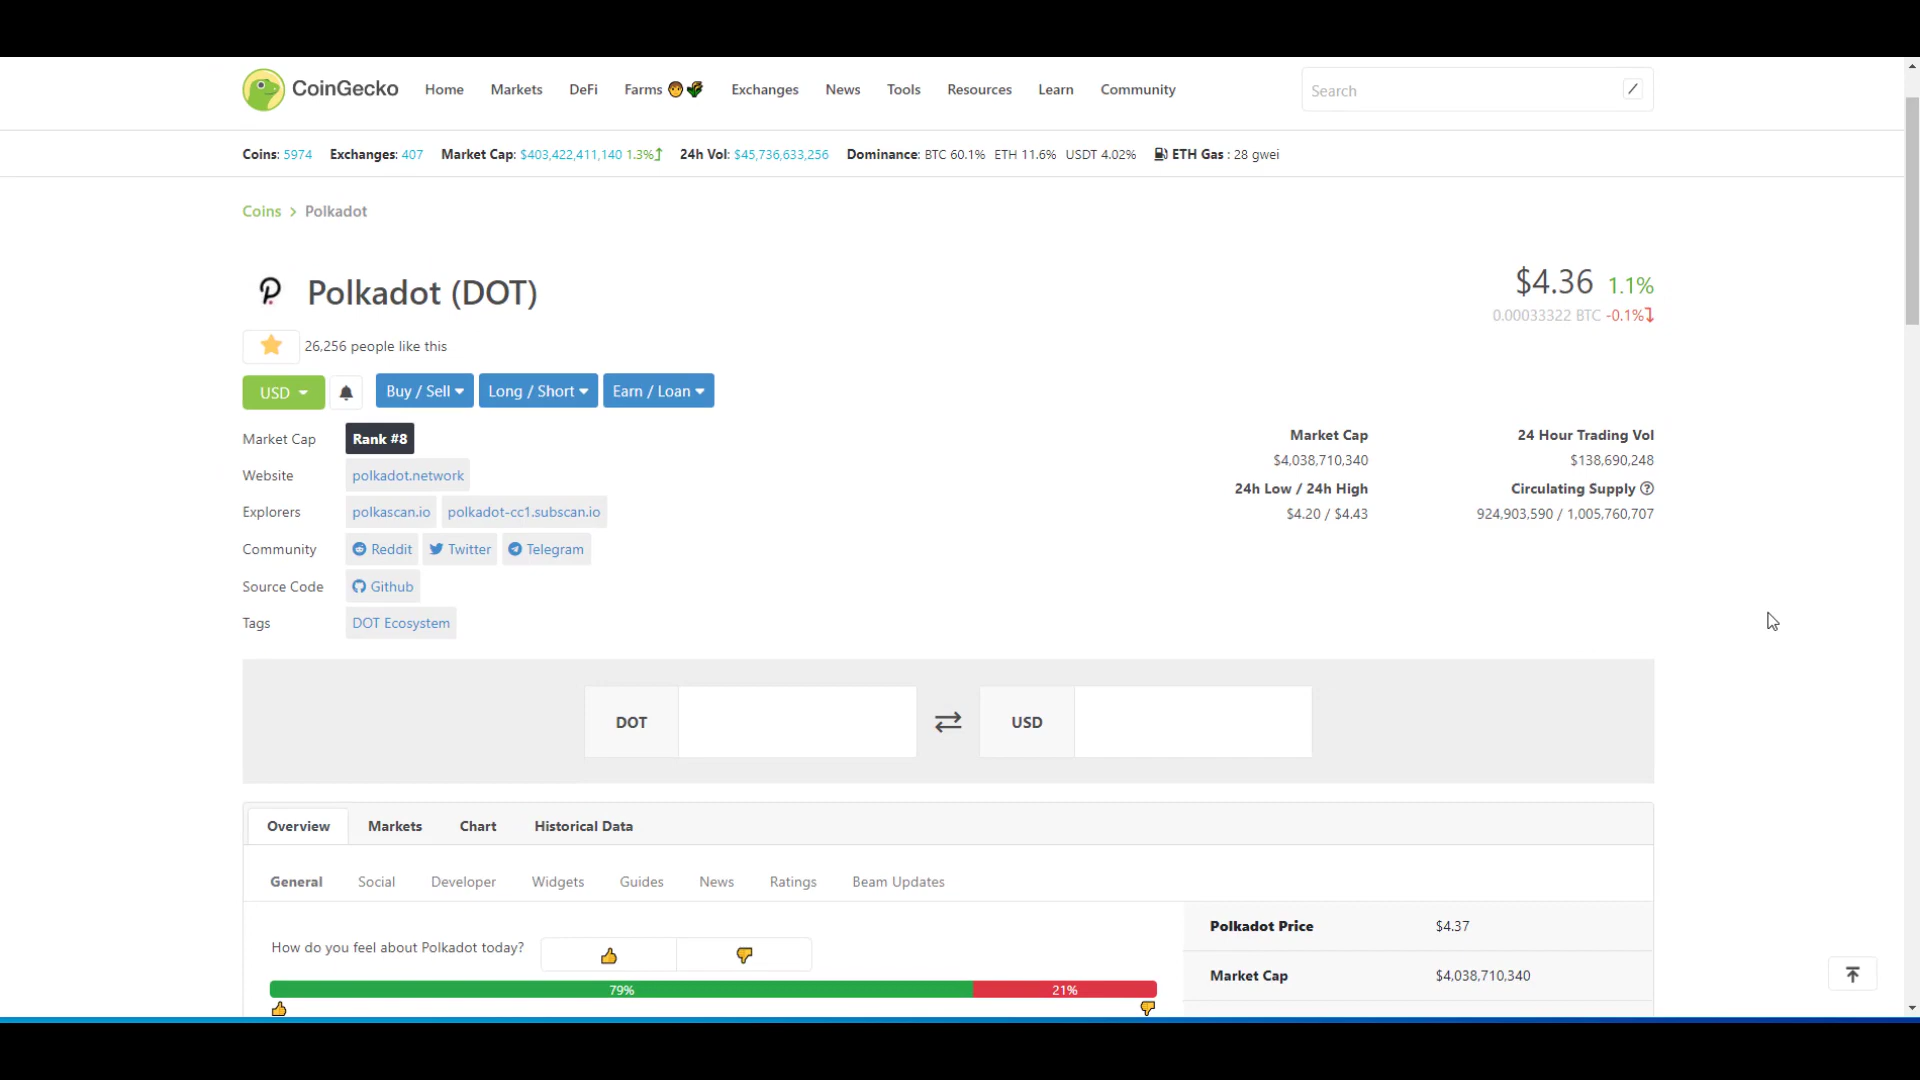 CoinGecko Home Markets DeFi Farms Exchanges News Tools Resources Learn Community Search /
Coins: 5974 Exchanges: 407 Market Cap: $403,422,411,140 1.3% 24h Vol: $45,736,633,256 Dominance: BTC 60.1% ETH 11.6% USDT 4.02% ETH Gas : 28 gwei
Coins > Polkadot
Polkadot (DOT) $4.36 1.1%
0.00033322 BTC -0.1%
26,256 people like this
USD Buy / Sell Long / Short Earn / Loan
Market Cap Rank #8
Website polkadot.network
Explorers polkascan.io polkadot-cc1.subscan.io
Community Reddit Twitter Telegram
Source Code Github
Tags DOT Ecosystem
Market Cap 24 Hour Trading Vol
$4,038,710,340 $138,690,248
24h Low / 24h High Circulating Supply ?
$4.20 / $4.43 924,903,590 / 1,005,760,707
DOT USD
Overview Markets Chart Historical Data
General Social Developer Widgets Guides News Ratings Beam Updates
How do you feel about Polkadot today?
79% 21%
Polkadot Price $4.37
Market Cap $4,038,710,340